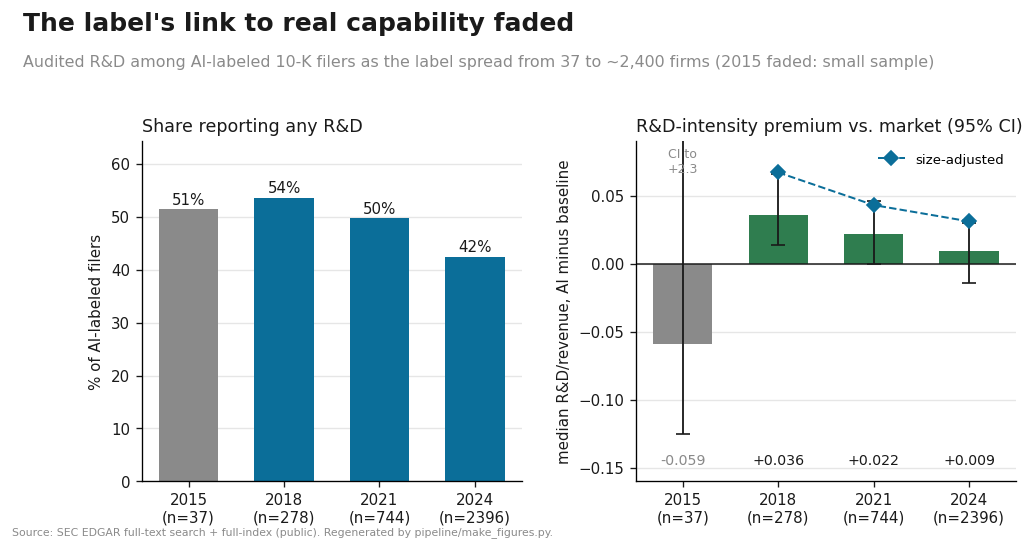 The label's link to real capability faded
Audited R&D among AI-labeled 10-K filers as the label spread from 37 to ~2,400 firms (2015 faded: small sample)
Share reporting any R&D
% of AI-labeled filers
60
50
40
30
20
10
0
51%
54%
50%
42%
2015
(n=37)
2018
(n=278)
2021
(n=744)
2024
(n=2396)
R&D-intensity premium vs. market (95% CI)
median R&D/revenue, AI minus baseline
0.05
0.00
−0.05
−0.10
−0.15
CI to
+2.3
size-adjusted
-0.059
+0.036
+0.022
+0.009
2015
(n=37)
2018
(n=278)
2021
(n=744)
2024
(n=2396)
Source: SEC EDGAR full-text search + full-index (public). Regenerated by pipeline/make_figures.py.